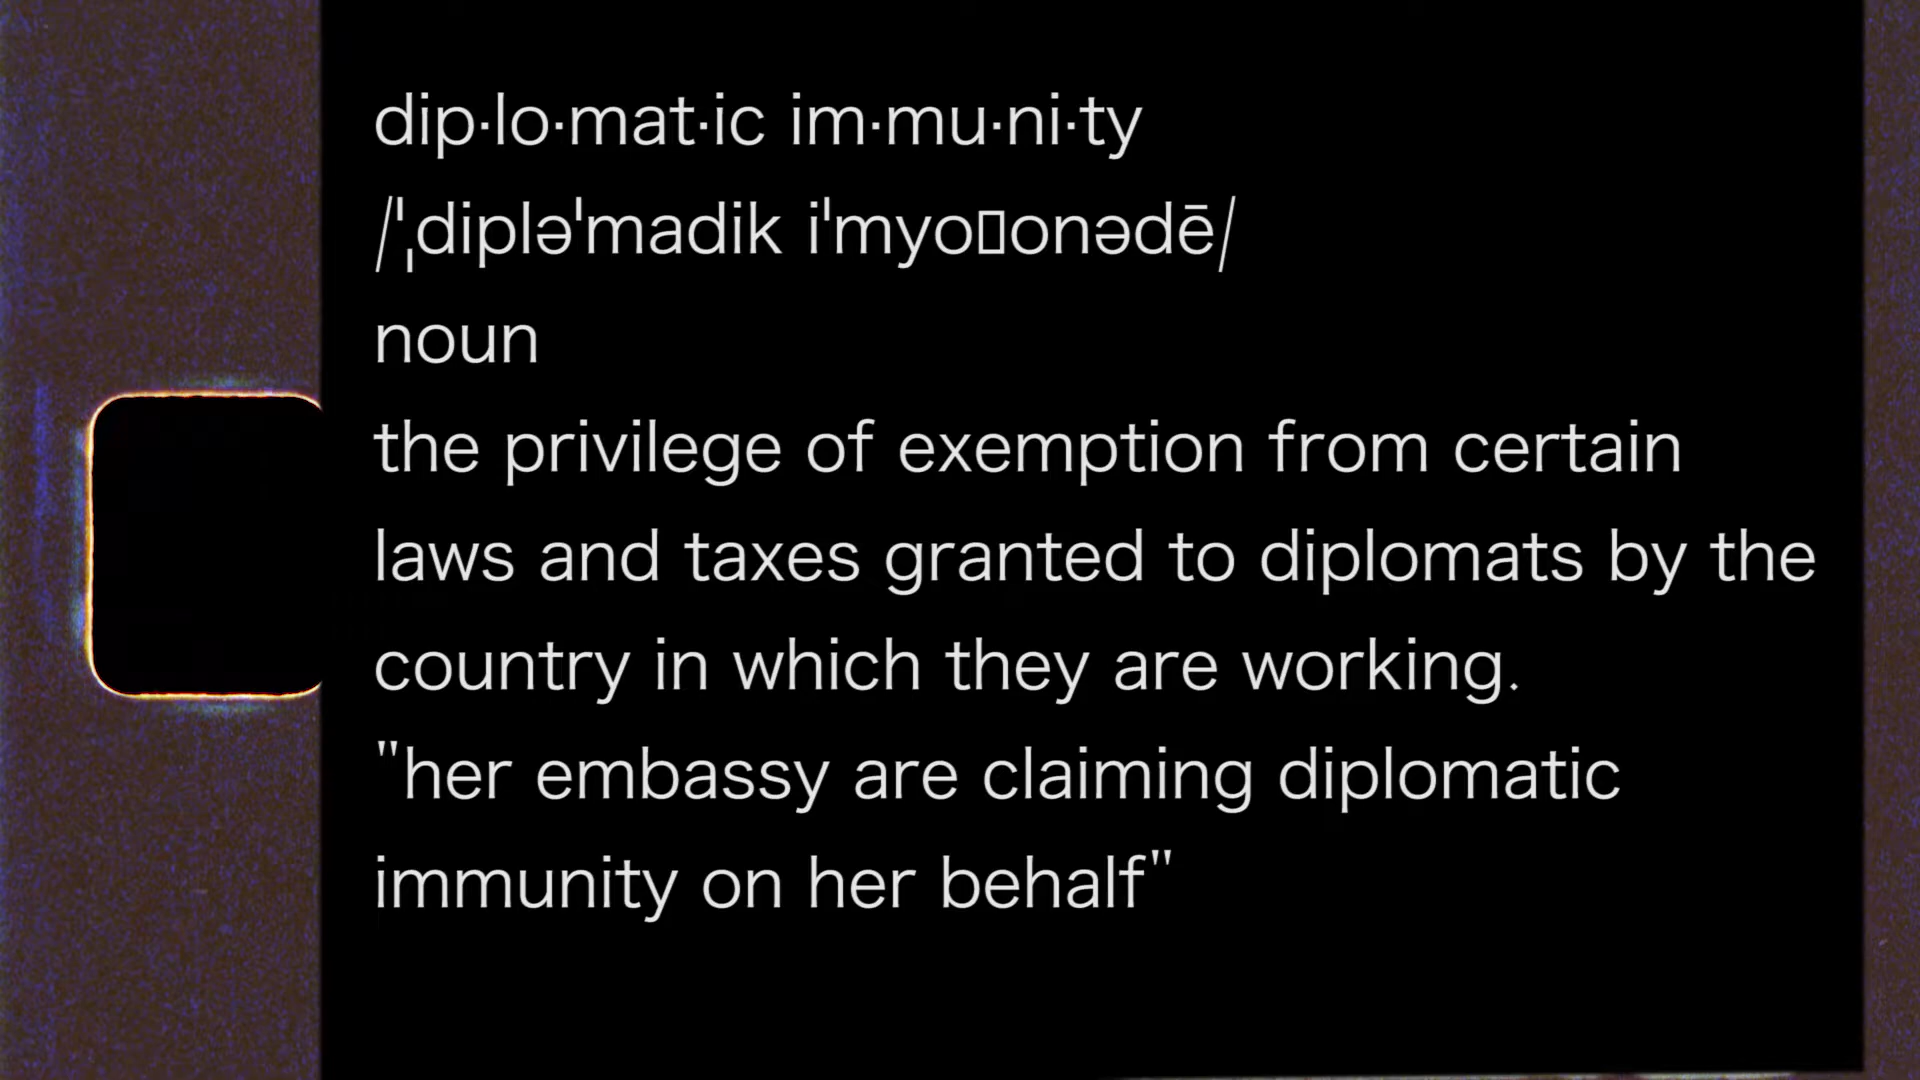 dip·lo·mat·ic im·mu·ni·ty
/ˈˌdipləˈmadik iˈmyo▯onədē/
noun
the privilege of exemption from certain
laws and taxes granted to diplomats by the
country in which they are working.
"her embassy are claiming diplomatic
immunity on her behalf"